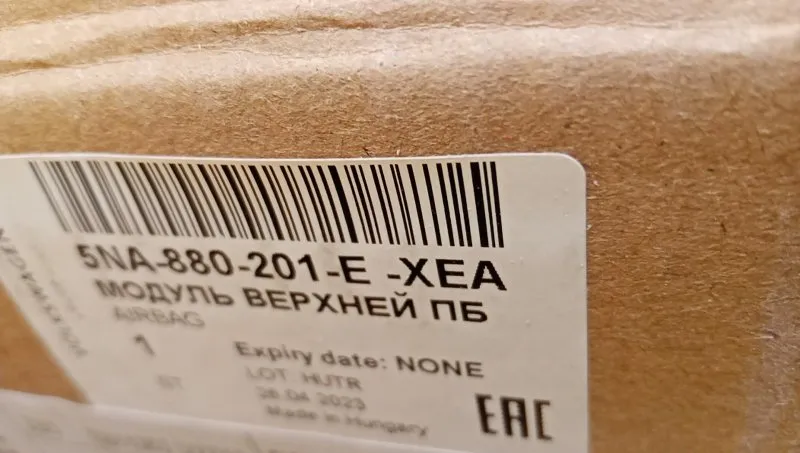 5NA-880-201-E -XEA
МОДУЛЬ ВЕРХНЕЙ ПБ
AIRBAG
1
Expiry date: NONE
ST
LOT HUTR
26.04.2023
Made in Hungary
EAC
VOLKSWAGEN